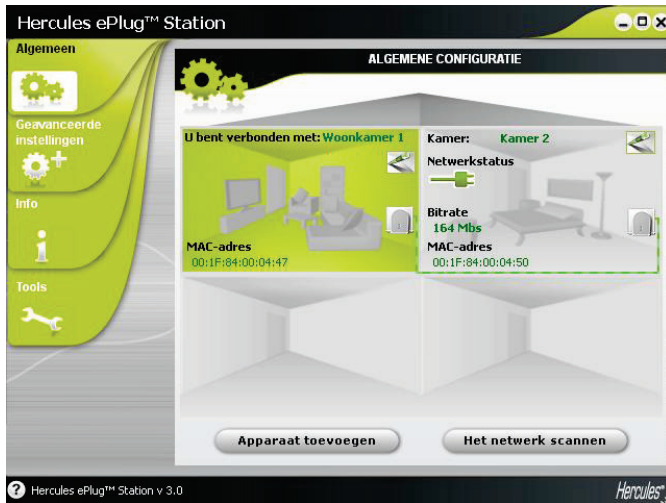 Hercules ePlug™ Station
Algemeen
Geavanceerde
instellingen
Info
Tools
ALGEMENE CONFIGURATIE
U bent verbonden met: Woonkamer 1
MAC-adres
00:1F:84:00:04:47
Kamer: Kamer 2
Netwerkstatus
Bitrate
164 Mbs
MAC-adres
00:1F:84:00:04:50
Apparaat toevoegen
Het netwerk scannen
? Hercules ePlug™ Station v 3.0
Hercules